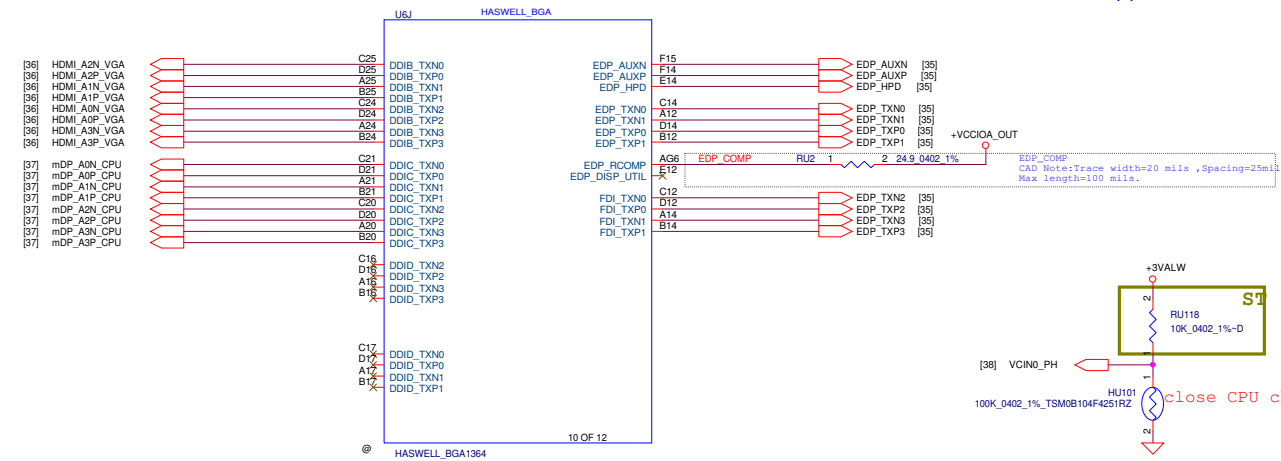 U6J HASWELL_BGA
[36] HDMI_A2N_VGA C25 DDIB_TXN0
[36] HDMI_A2P_VGA D25 DDIB_TXP0
[36] HDMI_A1N_VGA A25 DDIB_TXN1
[36] HDMI_A1P_VGA B25 DDIB_TXP1
[36] HDMI_A0N_VGA C24 DDIB_TXN2
[36] HDMI_A0P_VGA D24 DDIB_TXP2
[36] HDMI_A3N_VGA A24 DDIB_TXN3
[36] HDMI_A3P_VGA B24 DDIB_TXP3
[37] mDP_A0N_CPU C21 DDIC_TXN0
[37] mDP_A0P_CPU D21 DDIC_TXP0
[37] mDP_A1N_CPU A21 DDIC_TXN1
[37] mDP_A1P_CPU B21 DDIC_TXP1
[37] mDP_A2N_CPU C20 DDIC_TXN2
[37] mDP_A2P_CPU D20 DDIC_TXP2
[37] mDP_A3N_CPU A20 DDIC_TXN3
[37] mDP_A3P_CPU B20 DDIC_TXP3
C16 DDID_TXN2
D16 DDID_TXP2
A16 DDID_TXN3
B16 DDID_TXP3
C17 DDID_TXN0
D17 DDID_TXP0
A17 DDID_TXN1
B17 DDID_TXP1
EDP_AUXN F15 EDP_AUXN [35]
EDP_AUXP F14 EDP_AUXP [35]
EDP_HPD E14 EDP_HPD [35]
EDP_TXN0 C14 EDP_TXN0 [35]
EDP_TXN1 A12 EDP_TXN1 [35]
EDP_TXP0 D14 EDP_TXP0 [35]
EDP_TXP1 B12 EDP_TXP1 [35]
+VCCIOA_OUT
EDP_RCOMP AG6 EDP_COMP RU2 1 2 24.9_0402_1%
EDP_DISP_UTIL E12
EDP_COMP
CAD Note:Trace width=20 mils ,Spacing=25mil
Max length=100 mils.
FDI_TXN0 C12 EDP_TXN2 [35]
FDI_TXP0 D12 EDP_TXP2 [35]
FDI_TXN1 A14 EDP_TXN3 [35]
FDI_TXP1 B14 EDP_TXP3 [35]
10 OF 12
@ HASWELL_BGA1364
+3VALW
ST
2
RU118
10K_0402_1%~D
1
[38] VCIN0_PH
1
HU101
100K_0402_1%_TSM0B104F4251RZ
close CPU c
2